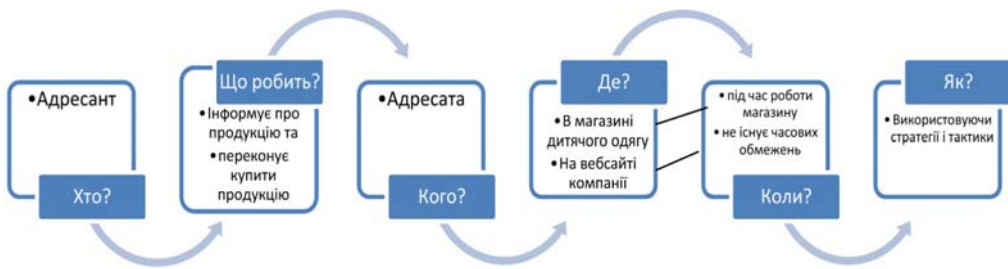 •Адресант
Хто?
Що робить?
•Інформує про
продукцію та
•переконує
купити
продукцію
•Адресата
Кого?
Де?
•В магазині
дитячого одягу
•На вебсайті
компанії
•під час роботи
магазину
•не існує часових
обмежень
Коли?
Як?
•Використовуючи
стратегії і тактики